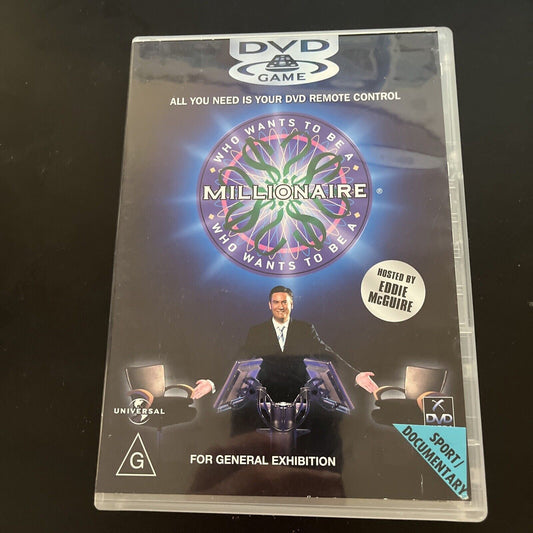 DVD
GAME
ALL YOU NEED IS YOUR DVD REMOTE CONTROL
WHO WANTS TO BE A
MILLIONAIRE ®
WHO WANTS TO BE A
HOSTED BY
EDDIE
McGUIRE
UNIVERSAL
DVD
SPORT/
DOCUMENTARY
G
FOR GENERAL EXHIBITION